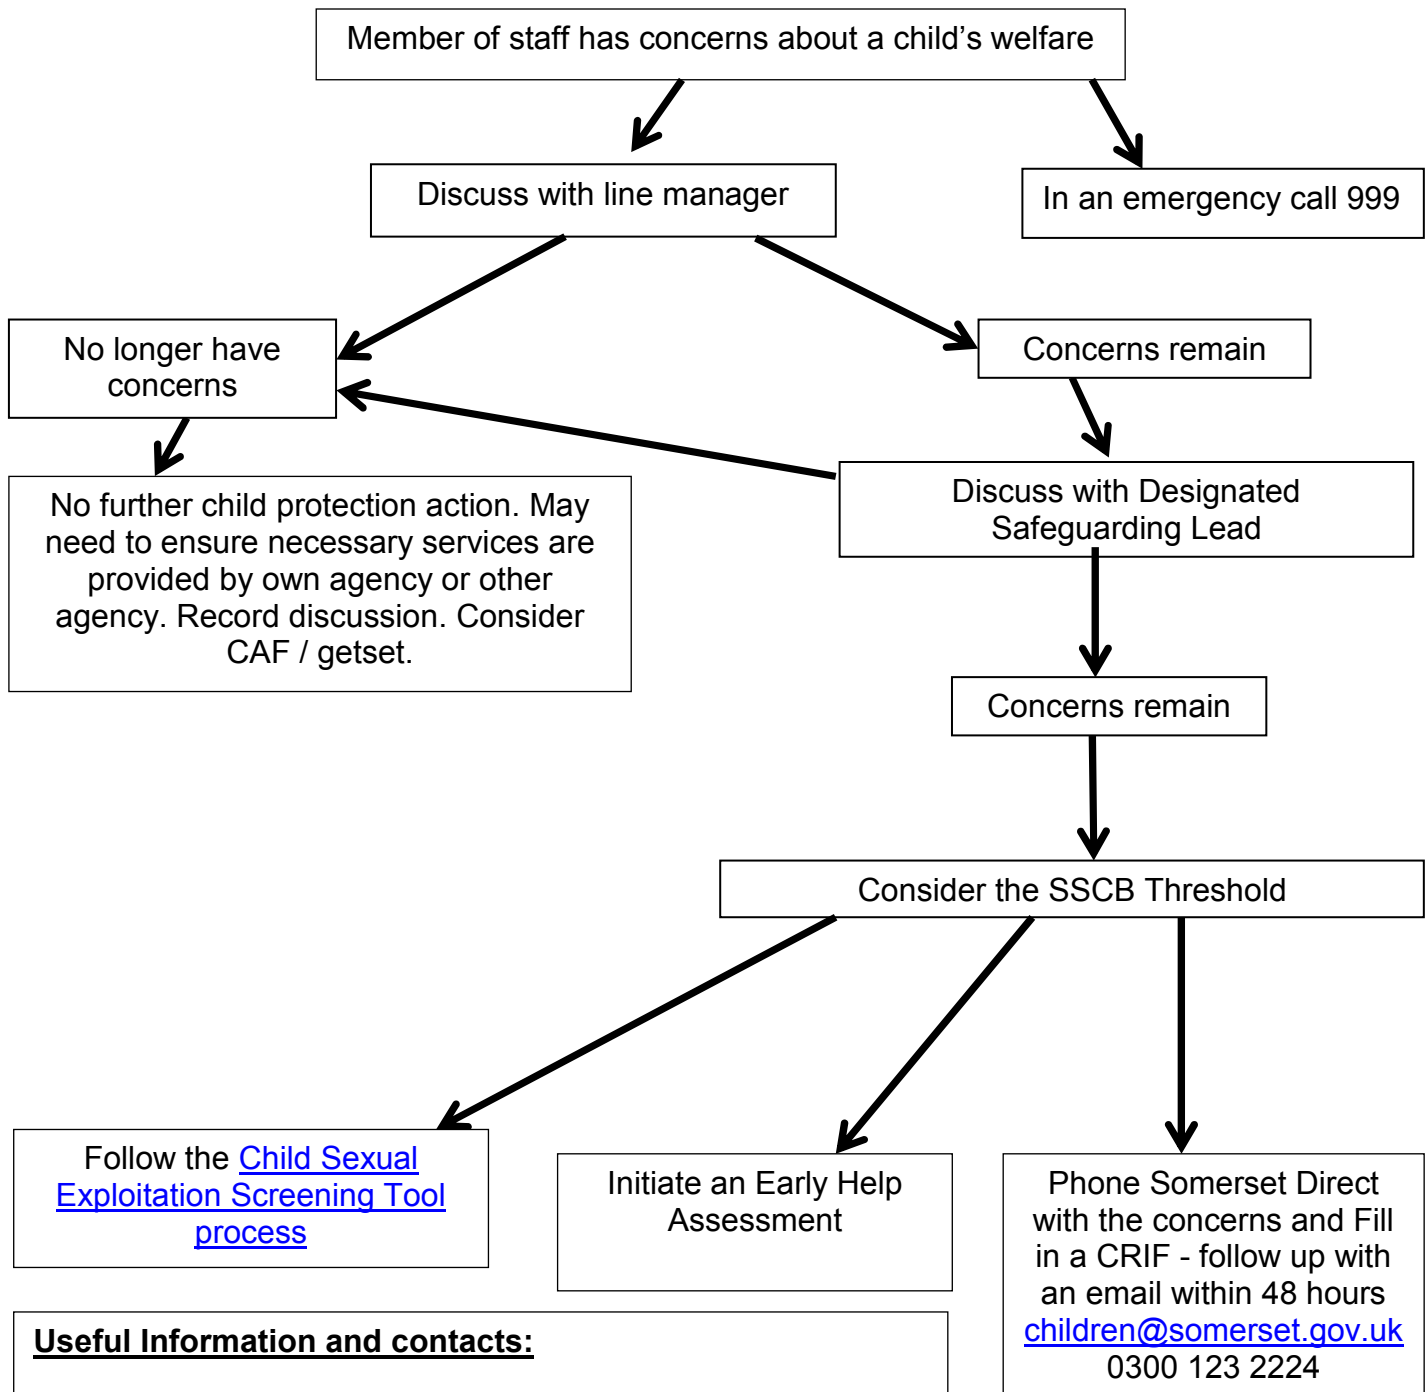 Member of staff has concerns about a child’s welfare
Discuss with line manager
In an emergency call 999
No longer have
concerns
Concerns remain
No further child protection action. May
need to ensure necessary services are
provided by own agency or other
agency. Record discussion. Consider
CAF / getset.
Discuss with Designated
Safeguarding Lead
Concerns remain
Consider the SSCB Threshold
Follow the Child Sexual
Exploitation Screening Tool
process
Initiate an Early Help
Assessment
Phone Somerset Direct
with the concerns and Fill
in a CRIF - follow up with
an email within 48 hours
children@somerset.gov.uk
0300 123 2224
Useful Information and contacts: